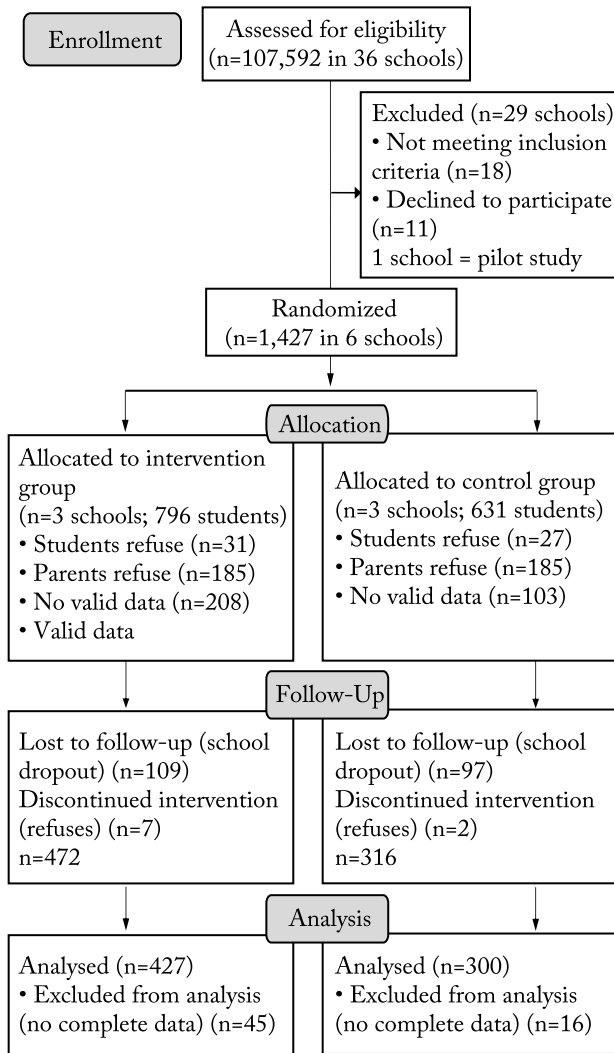 Enrollment
Assessed for eligibility
(n=107,592 in 36 schools)
Excluded (n=29 schools)
• Not meeting inclusion
criteria (n=18)
• Declined to participate
(n=11)
1 school = pilot study
Randomized
(n=1,427 in 6 schools)
Allocation
Allocated to intervention
group
(n=3 schools; 796 students)
• Students refuse (n=31)
• Parents refuse (n=185)
• No valid data (n=208)
• Valid data
Allocated to control group
(n=3 schools; 631 students)
• Students refuse (n=27)
• Parents refuse (n=185)
• No valid data (n=103)
Follow-Up
Lost to follow-up (school
dropout) (n=109)
Discontinued intervention
(refuses) (n=7)
n=472
Lost to follow-up (school
dropout) (n=97)
Discontinued intervention
(refuses) (n=2)
n=316
Analysis
Analysed (n=427)
• Excluded from analysis
(no complete data) (n=45)
Analysed (n=300)
• Excluded from analysis
(no complete data) (n=16)